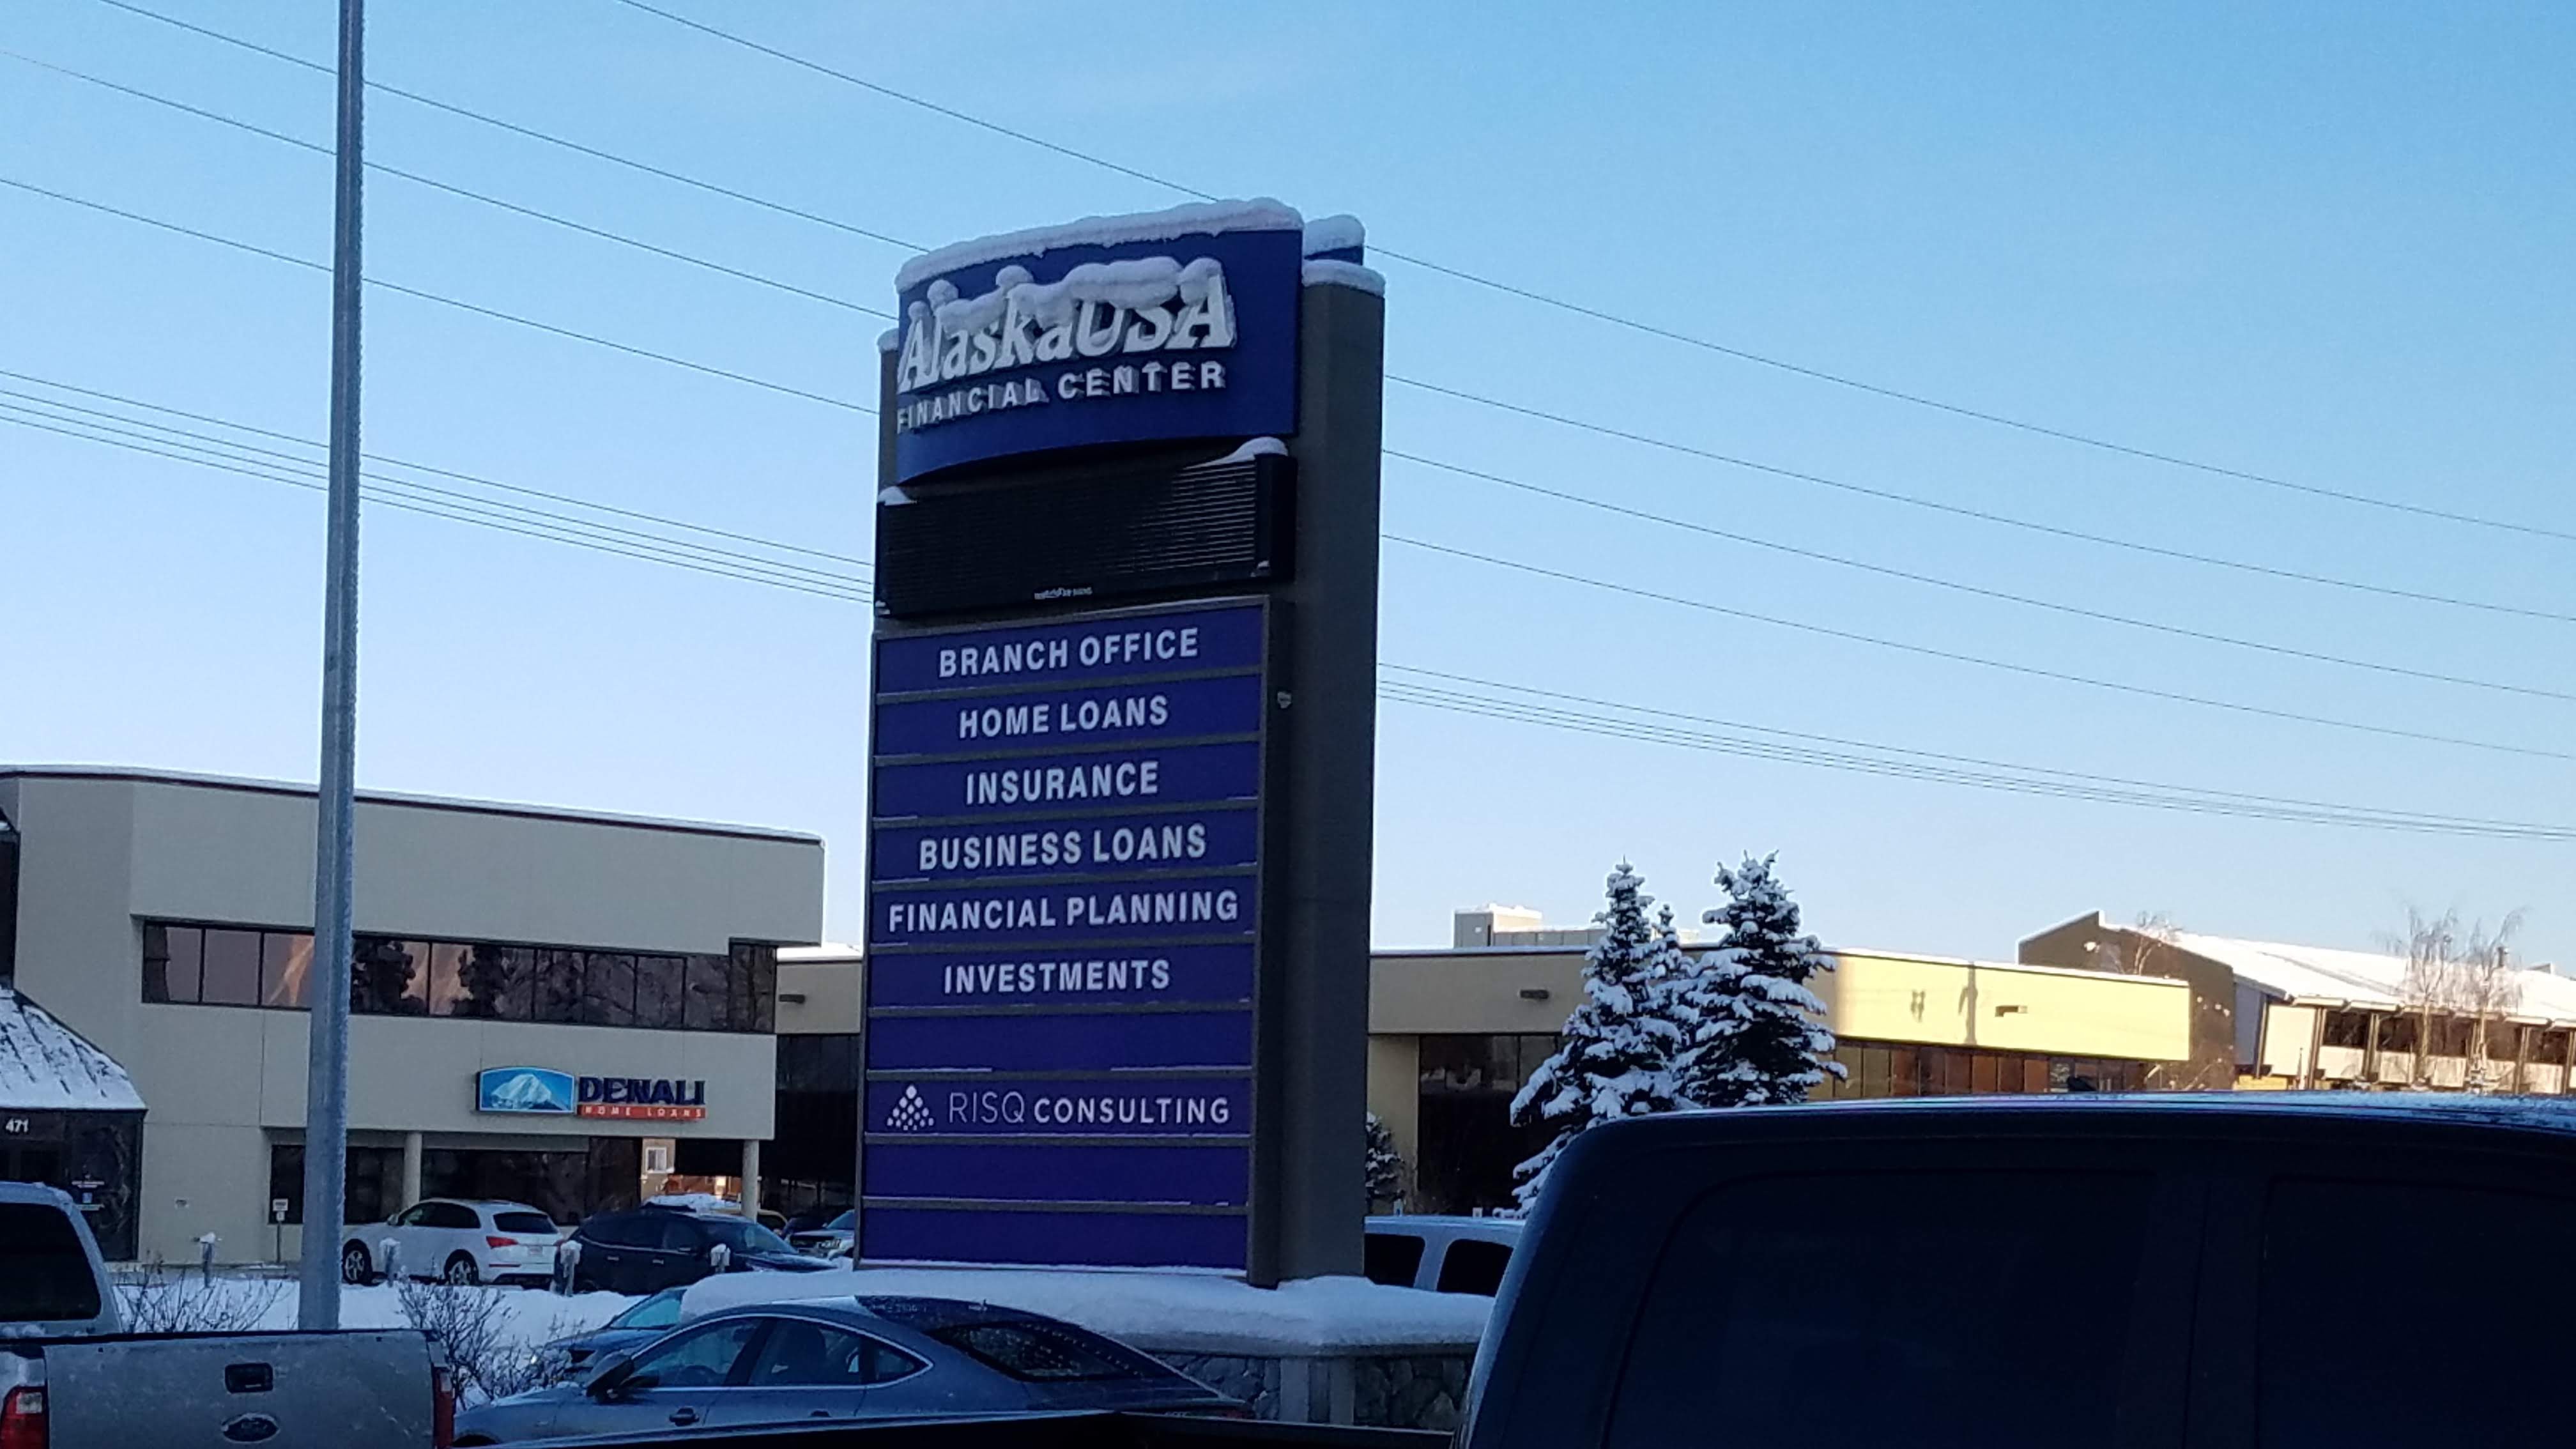 AlaskaUSA
FINANCIAL CENTER
BRANCH OFFICE
HOME LOANS
INSURANCE
BUSINESS LOANS
FINANCIAL PLANNING
INVESTMENTS
RISQ CONSULTING
DENALI
HOME LOANS
471